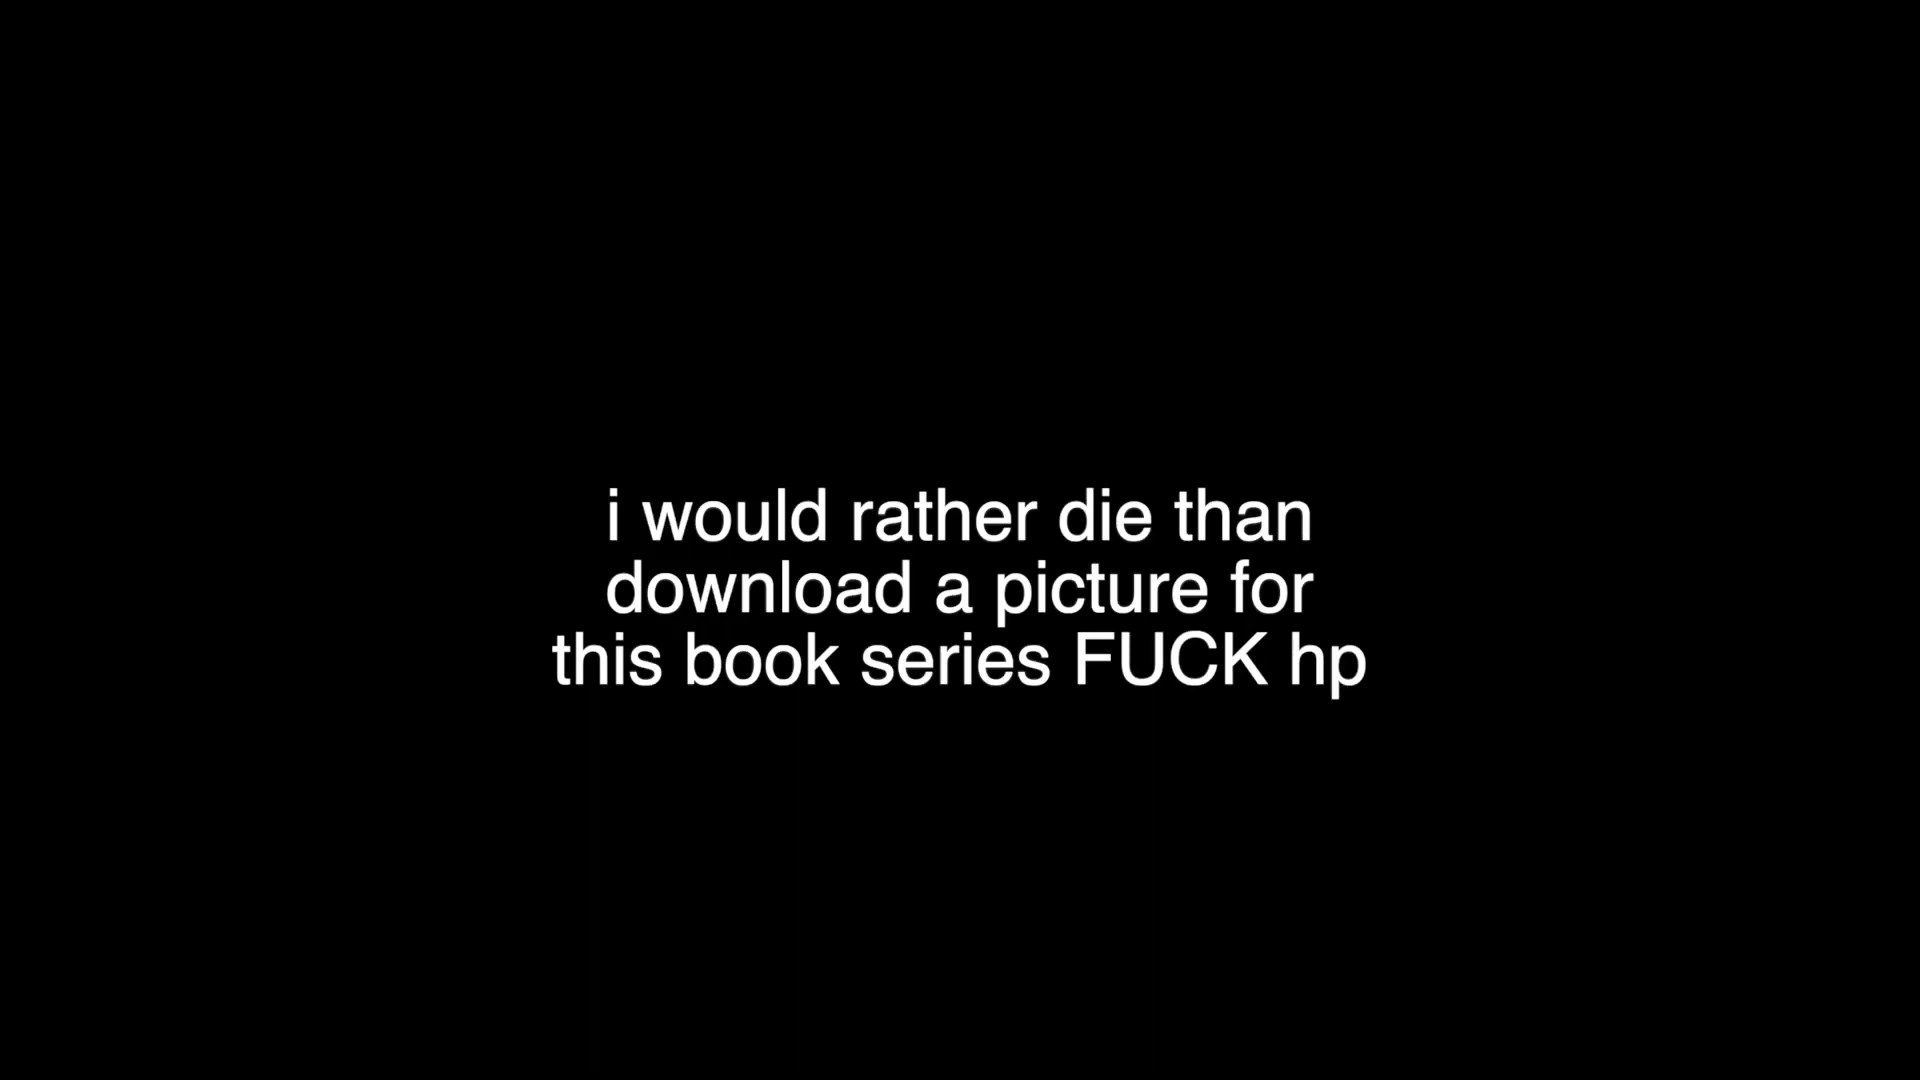 i would rather die than
download a picture for
this book series FUCK hp